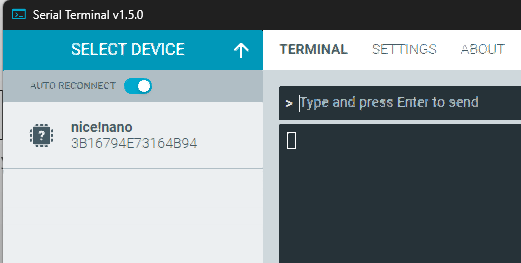 Serial Terminal v1.5.0
SELECT DEVICE
TERMINAL SETTINGS ABOUT
AUTO RECONNECT
> Type and press Enter to send
nice!nano
3B16794E73164B94